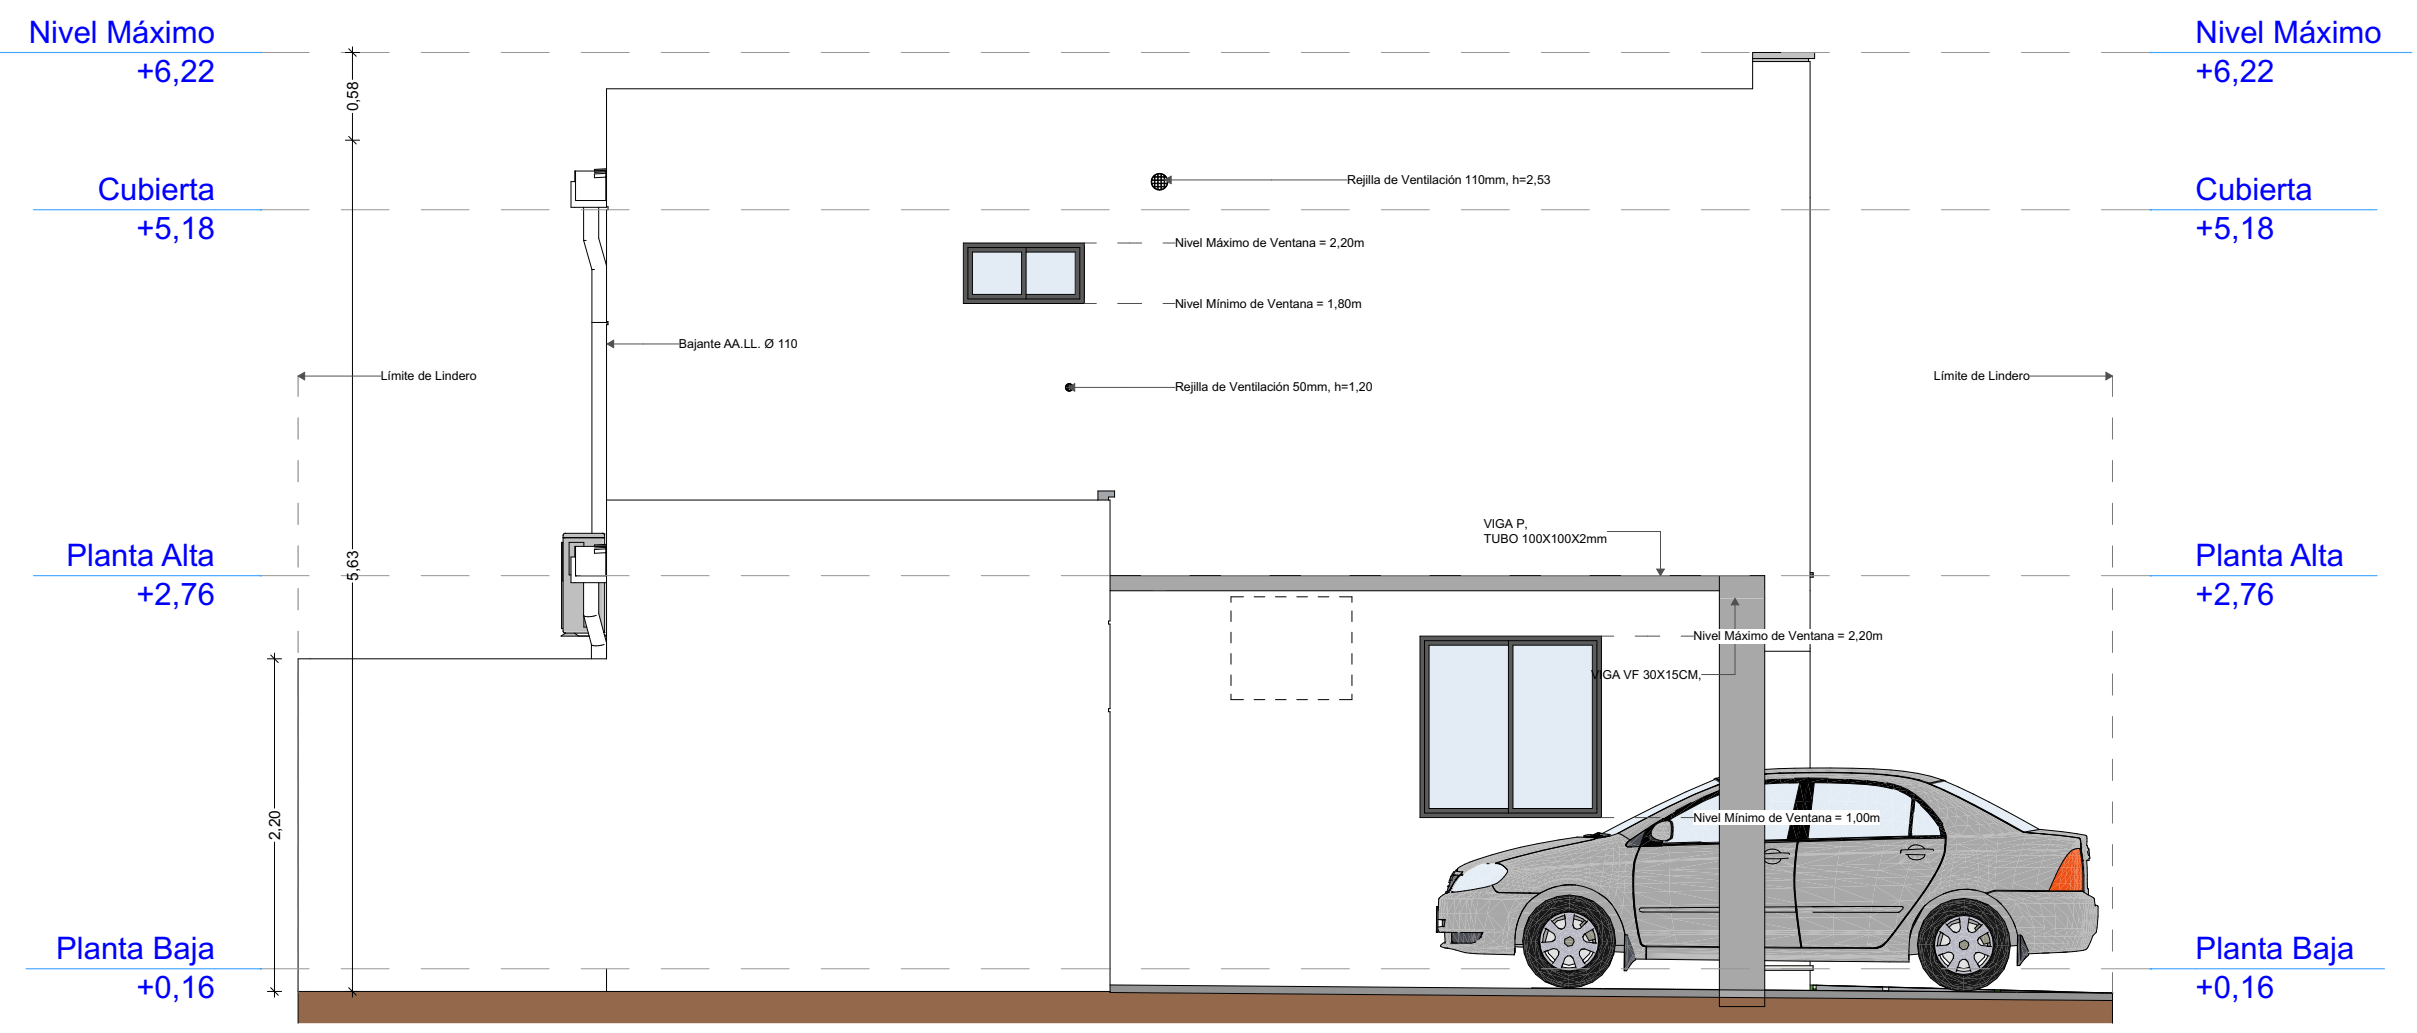 Nivel Máximo
+6,22
Nivel Máximo
+6,22
0,58
Cubierta
+5,18
Rejilla de Ventilación 110mm, h=2,53
Cubierta
+5,18
Nivel Máximo de Ventana = 2,20m
Nivel Mínimo de Ventana = 1,80m
Bajante AA.LL. Ø 110
Límite de Lindero
Rejilla de Ventilación 50mm, h=1,20
Límite de Lindero
VIGA P,
TUBO 100X100X2mm
Planta Alta
+2,76
5,63
Planta Alta
+2,76
Nivel Máximo de Ventana = 2,20m
VIGA VF 30X15CM,
2,20
Nivel Mínimo de Ventana = 1,00m
Planta Baja
+0,16
Planta Baja
+0,16